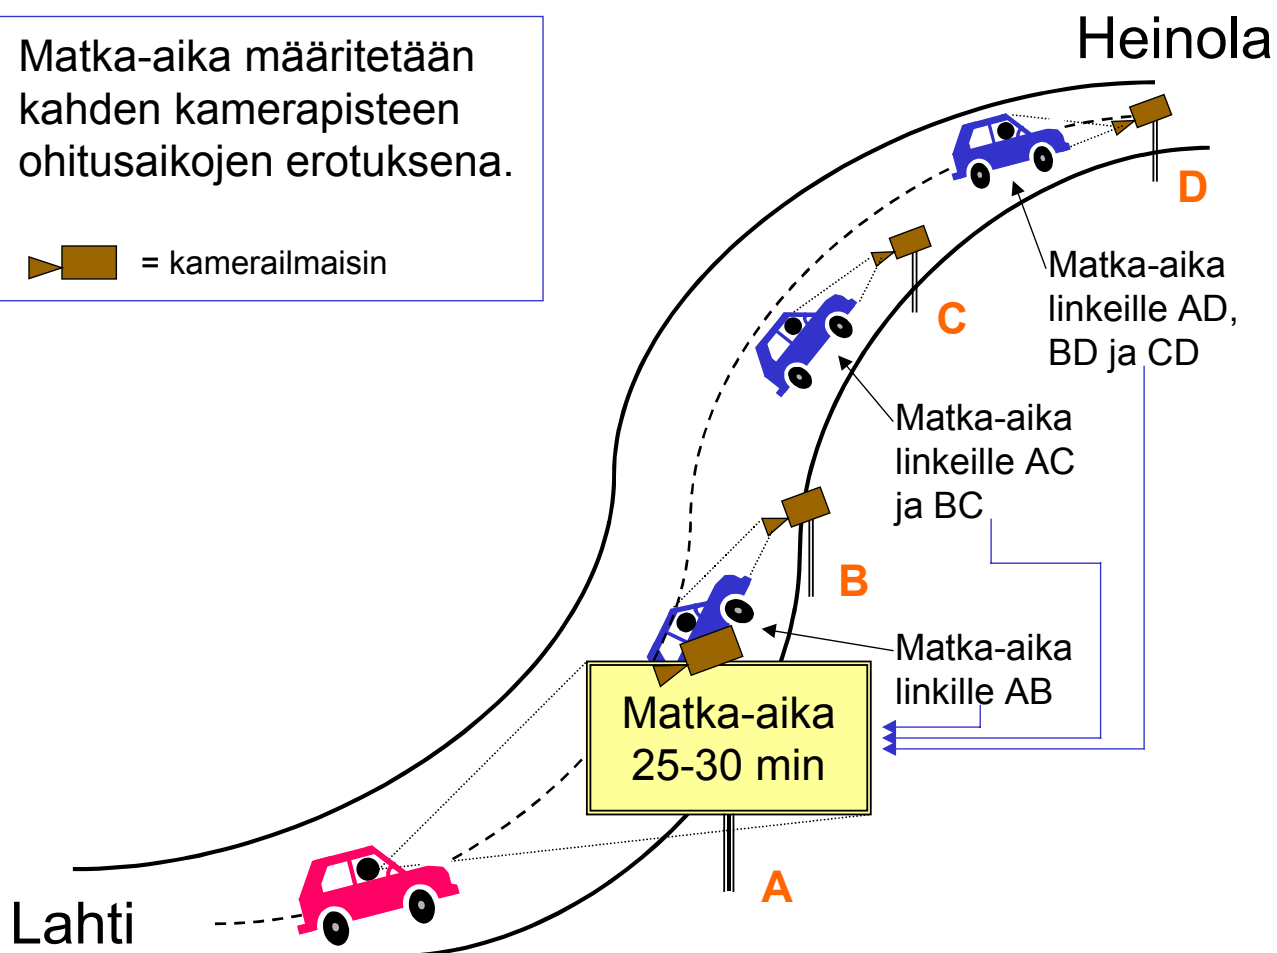 Matka-aika määritetään
kahden kamerapisteen
ohitusaikojen erotuksena.
= kamerailmaisin
Heinola
D
Matka-aika
linkeille AD,
BD ja CD
C
Matka-aika
linkeille AC
ja BC
B
Matka-aika
linkille AB
Matka-aika
25-30 min
A
Lahti